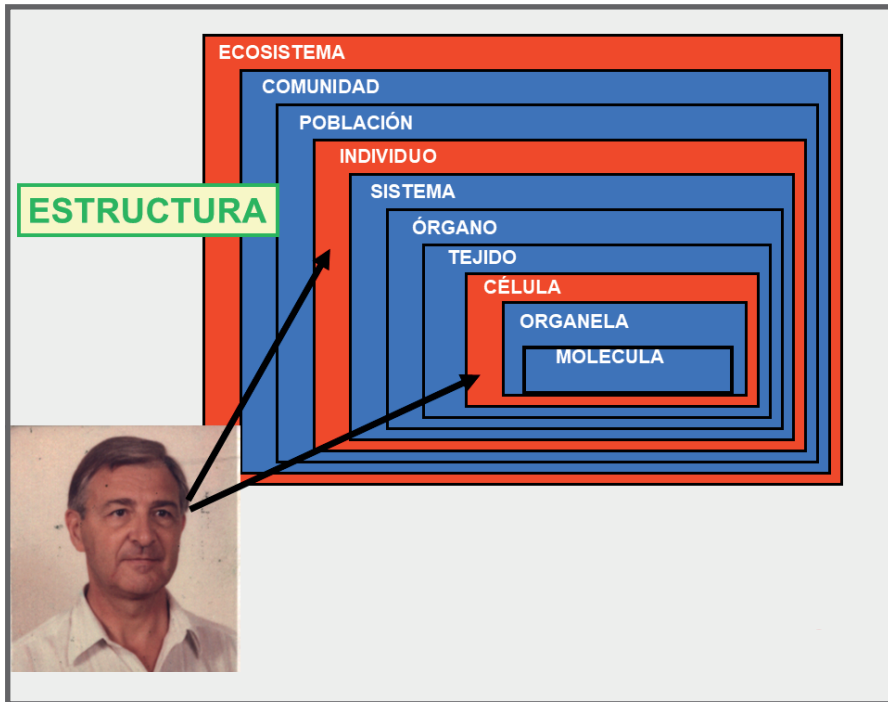 ECOSISTEMA
COMUNIDAD
POBLACIÓN
INDIVIDUO
SISTEMA
ESTRUCTURA
ÓRGANO
TEJIDO
CÉLULA
ORGANELA
MOLECULA